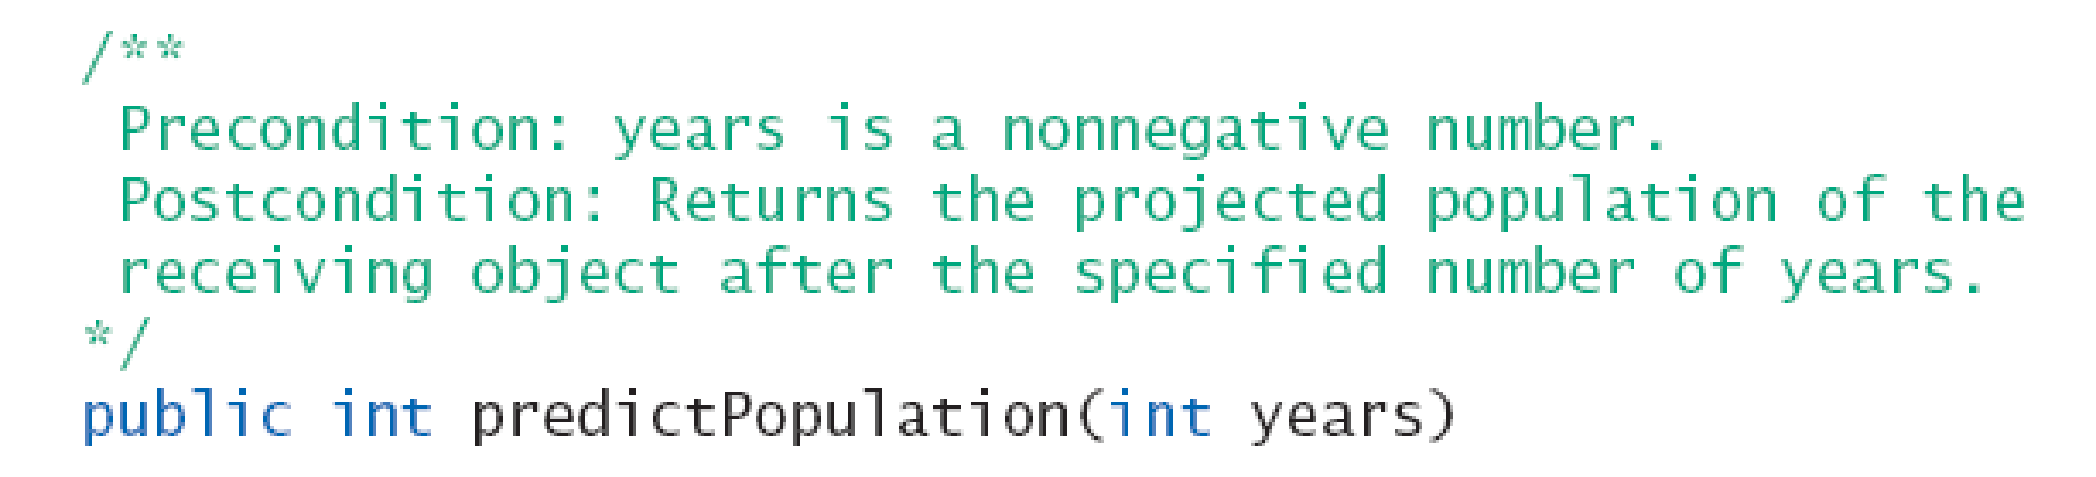 /**
Precondition: years is a nonnegative number.
Postcondition: Returns the projected population of the
receiving object after the specified number of years.
*/
public int predictPopulation(int years)